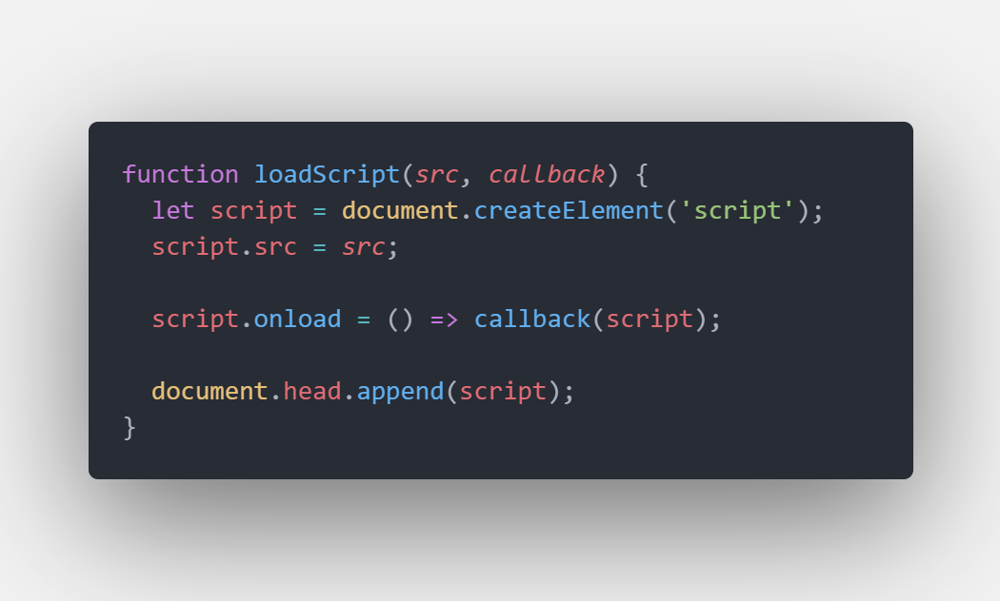 function loadScript(src, callback) {
  let script = document.createElement('script');
  script.src = src;
  script.onload = () => callback(script);
  document.head.append(script);
}